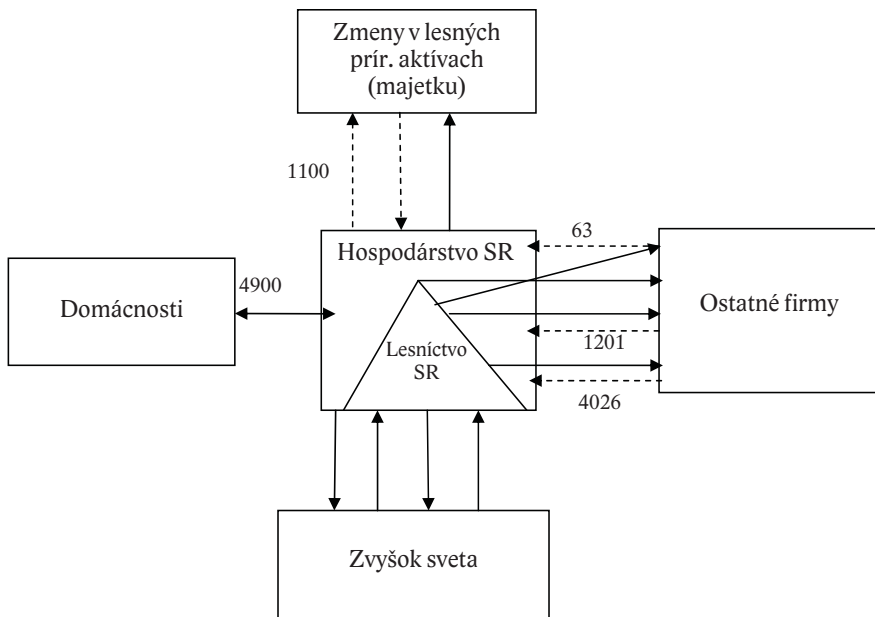 Zmeny v lesných
prír. aktívach
(majetku)
1100
63
Hospodárstvo SR
4900
Domácnosti
Ostatné firmy
1201
Lesníctvo
SR
4026
Zvyšok sveta